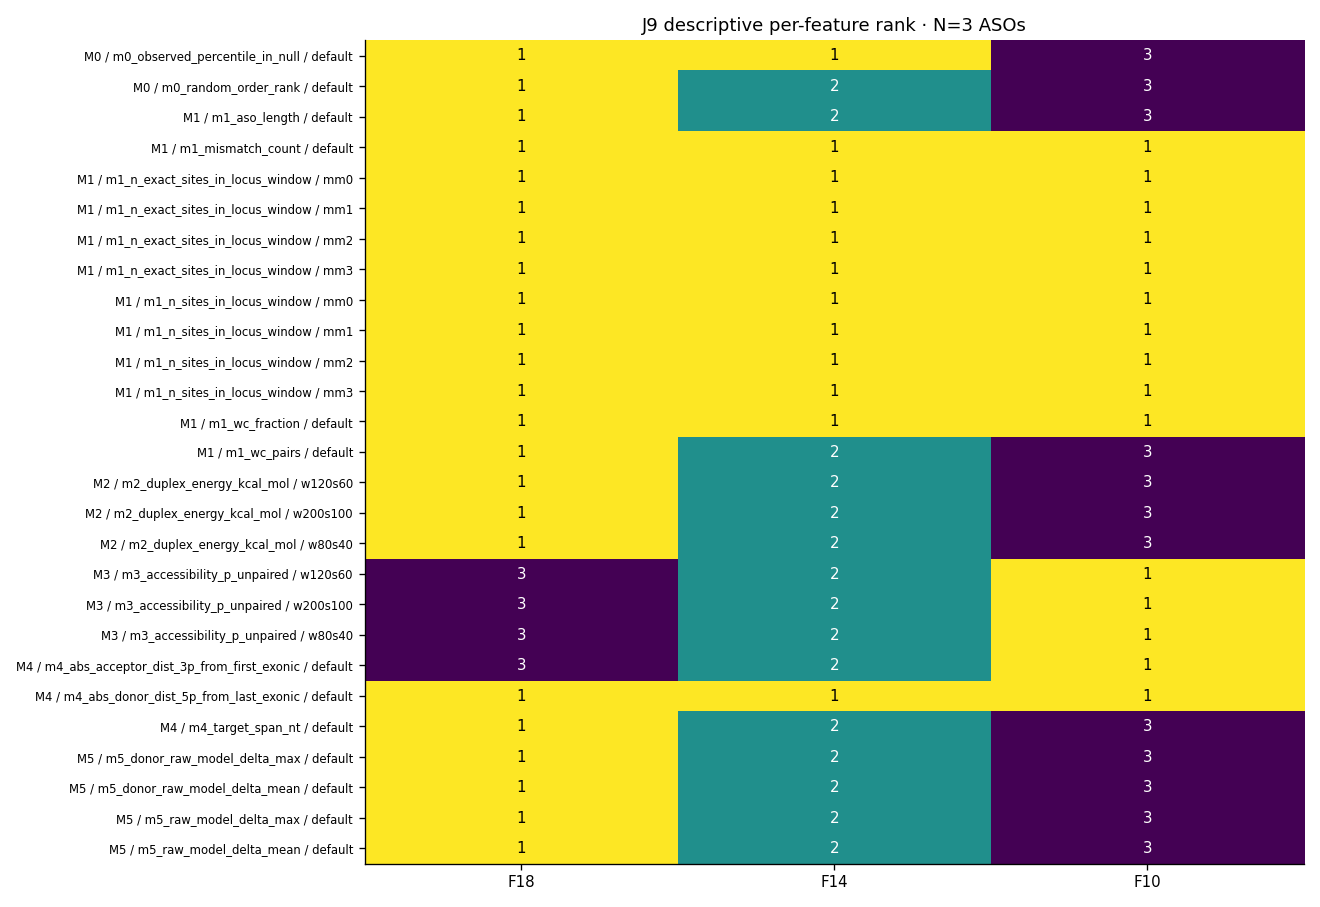 J9 descriptive per-feature rank · N=3 ASOs
M0 / m0_observed_percentile_in_null / default 1 1 3
M0 / m0_random_order_rank / default 1 2 3
M1 / m1_aso_length / default 1 2 3
M1 / m1_mismatch_count / default 1 1 1
M1 / m1_n_exact_sites_in_locus_window / mm0 1 1 1
M1 / m1_n_exact_sites_in_locus_window / mm1 1 1 1
M1 / m1_n_exact_sites_in_locus_window / mm2 1 1 1
M1 / m1_n_exact_sites_in_locus_window / mm3 1 1 1
M1 / m1_n_sites_in_locus_window / mm0 1 1 1
M1 / m1_n_sites_in_locus_window / mm1 1 1 1
M1 / m1_n_sites_in_locus_window / mm2 1 1 1
M1 / m1_n_sites_in_locus_window / mm3 1 1 1
M1 / m1_wc_fraction / default 1 1 1
M1 / m1_wc_pairs / default 1 2 3
M2 / m2_duplex_energy_kcal_mol / w120s60 1 2 3
M2 / m2_duplex_energy_kcal_mol / w200s100 1 2 3
M2 / m2_duplex_energy_kcal_mol / w80s40 1 2 3
M3 / m3_accessibility_p_unpaired / w120s60 3 2 1
M3 / m3_accessibility_p_unpaired / w200s100 3 2 1
M3 / m3_accessibility_p_unpaired / w80s40 3 2 1
M4 / m4_abs_acceptor_dist_3p_from_first_exonic / default 3 2 1
M4 / m4_abs_donor_dist_5p_from_last_exonic / default 1 1 1
M4 / m4_target_span_nt / default 1 2 3
M5 / m5_donor_raw_model_delta_max / default 1 2 3
M5 / m5_donor_raw_model_delta_mean / default 1 2 3
M5 / m5_raw_model_delta_max / default 1 2 3
M5 / m5_raw_model_delta_mean / default 1 2 3
F18 F14 F10